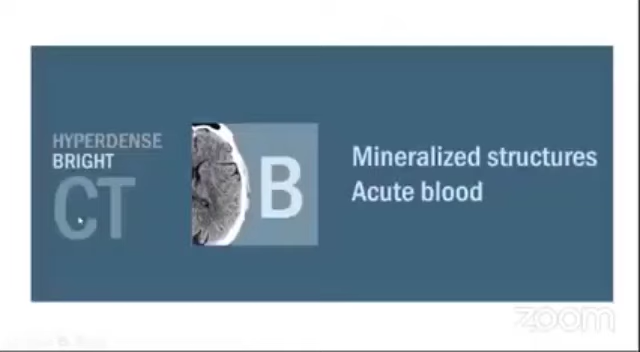 HYPERDENSE
BRIGHT
CT
B
Mineralized structures
Acute blood
zoom